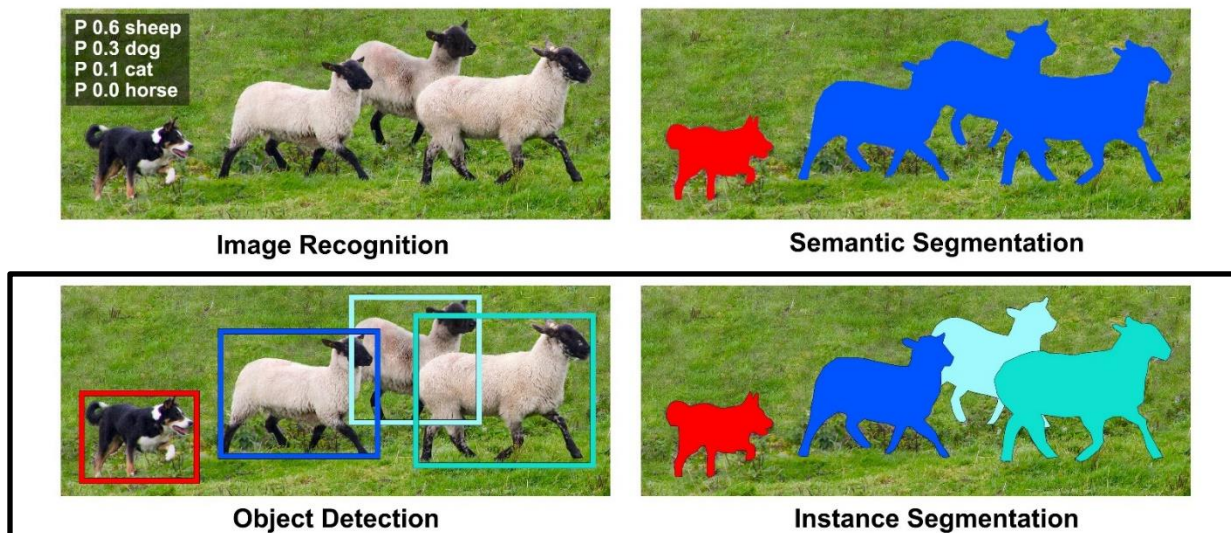 P 0.6 sheep
P 0.3 dog
P 0.1 cat
P 0.0 horse
Image Recognition
Semantic Segmentation
Object Detection
Instance Segmentation